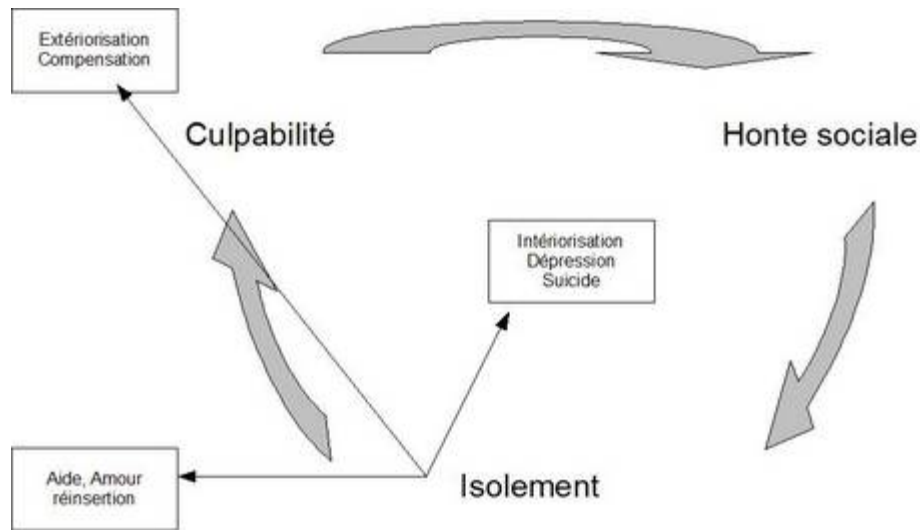 Extériorisation
Compensation
Culpabilité
Honte sociale
Intériorisation
Dépression
Suicide
Aide, Amour
réinsertion
Isolement